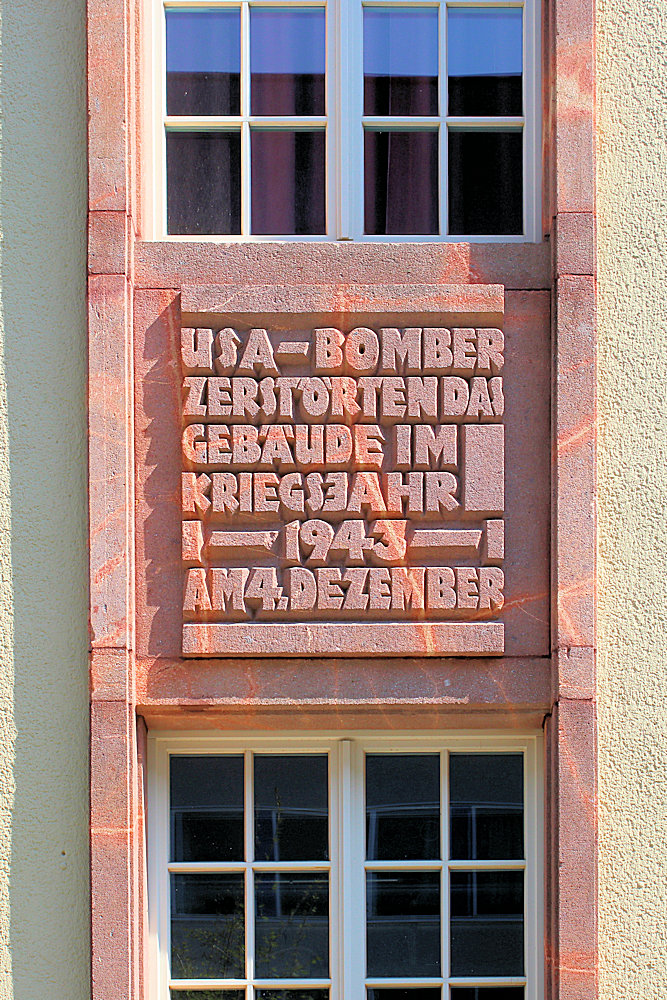 USA–BOMBER
ZERSTÖRTEN DAS
GEBÄUDE IM
KRIEGSJAHR
1943
AM 4. DEZEMBER